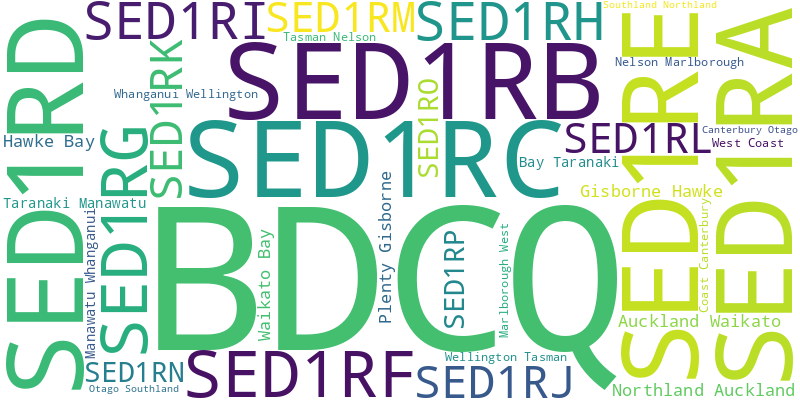 SED1RI
SED1RM
SED1RH
Southland Northland
Tasman Nelson
SED1RD
SED1RK
SED1RB
SED1RE
SED1RA
Nelson Marlborough
Whanganui Wellington
SED1RO
Hawke Bay
SED1RG
SED1RC
SED1RL
Canterbury Otago
West Coast
Bay Taranaki
Taranaki Manawatu
Gisborne Hawke
Plenty Gisborne
Coast Canterbury
Manawatu Whanganui
BDCQ
Waikato Bay
SED1RP
Marlborough West
Auckland Waikato
SED1RN
Otago Southland
SED1RF
Wellington Tasman
SED1RJ
Northland Auckland